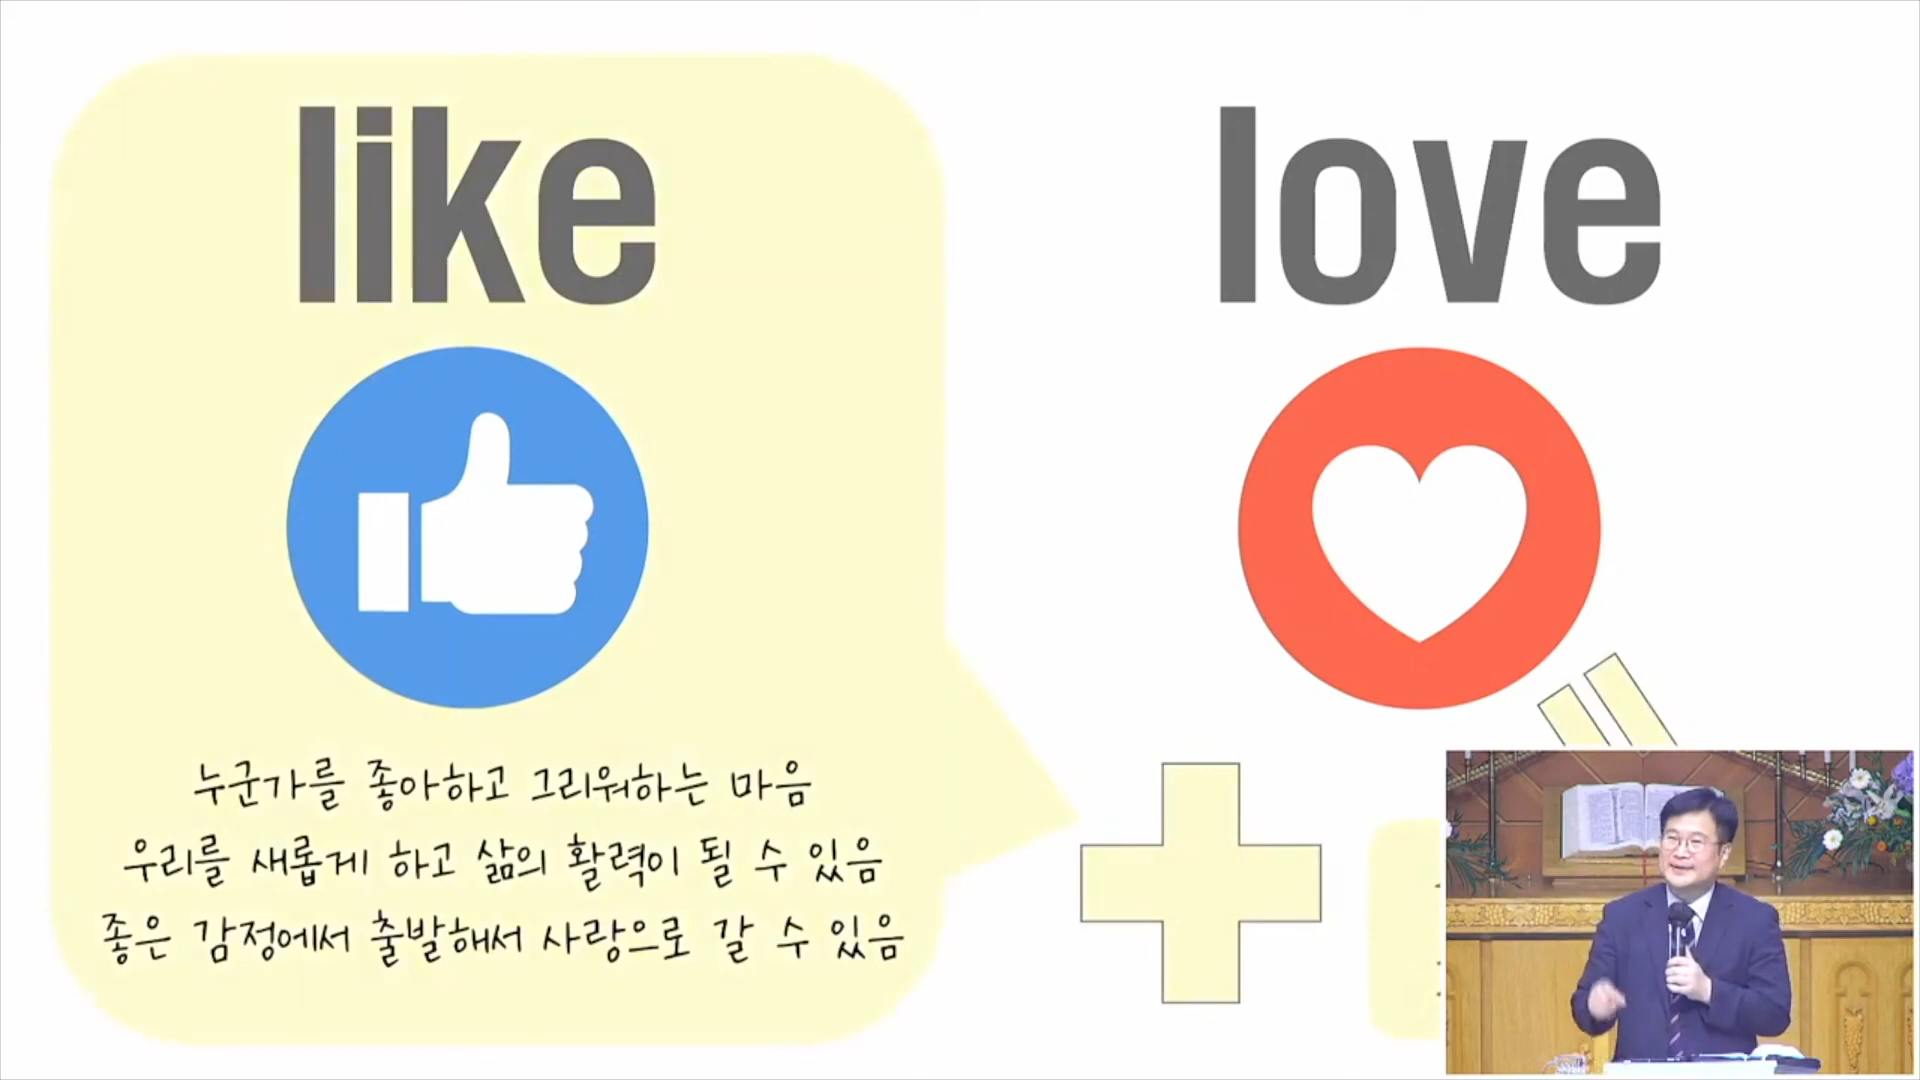 like
love
누군가를 좋아하고 그리워하는 마음
우리를 새롭게 하고 삶의 활력이 될 수 있음
좋은 감정에서 출발해서 사랑으로 갈 수 있음